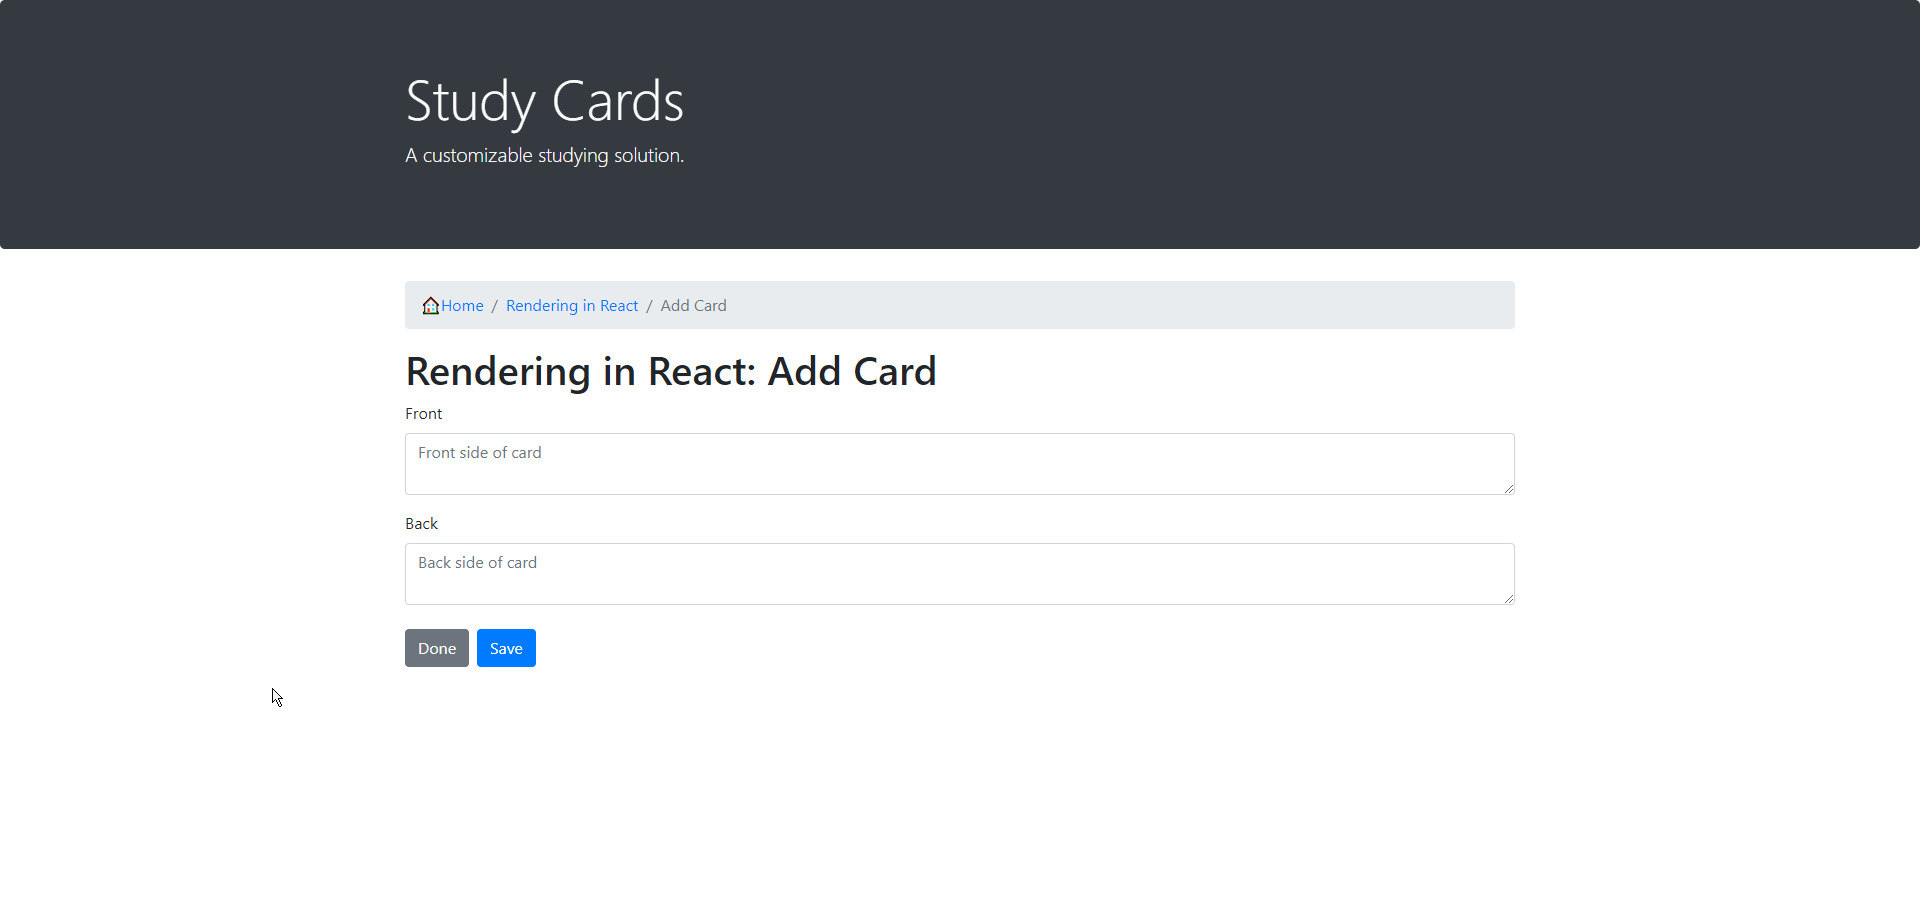 Study Cards
A customizable studying solution.
Home / Rendering in React / Add Card
Rendering in React: Add Card
Front
Front side of card
Back
Back side of card
Done Save